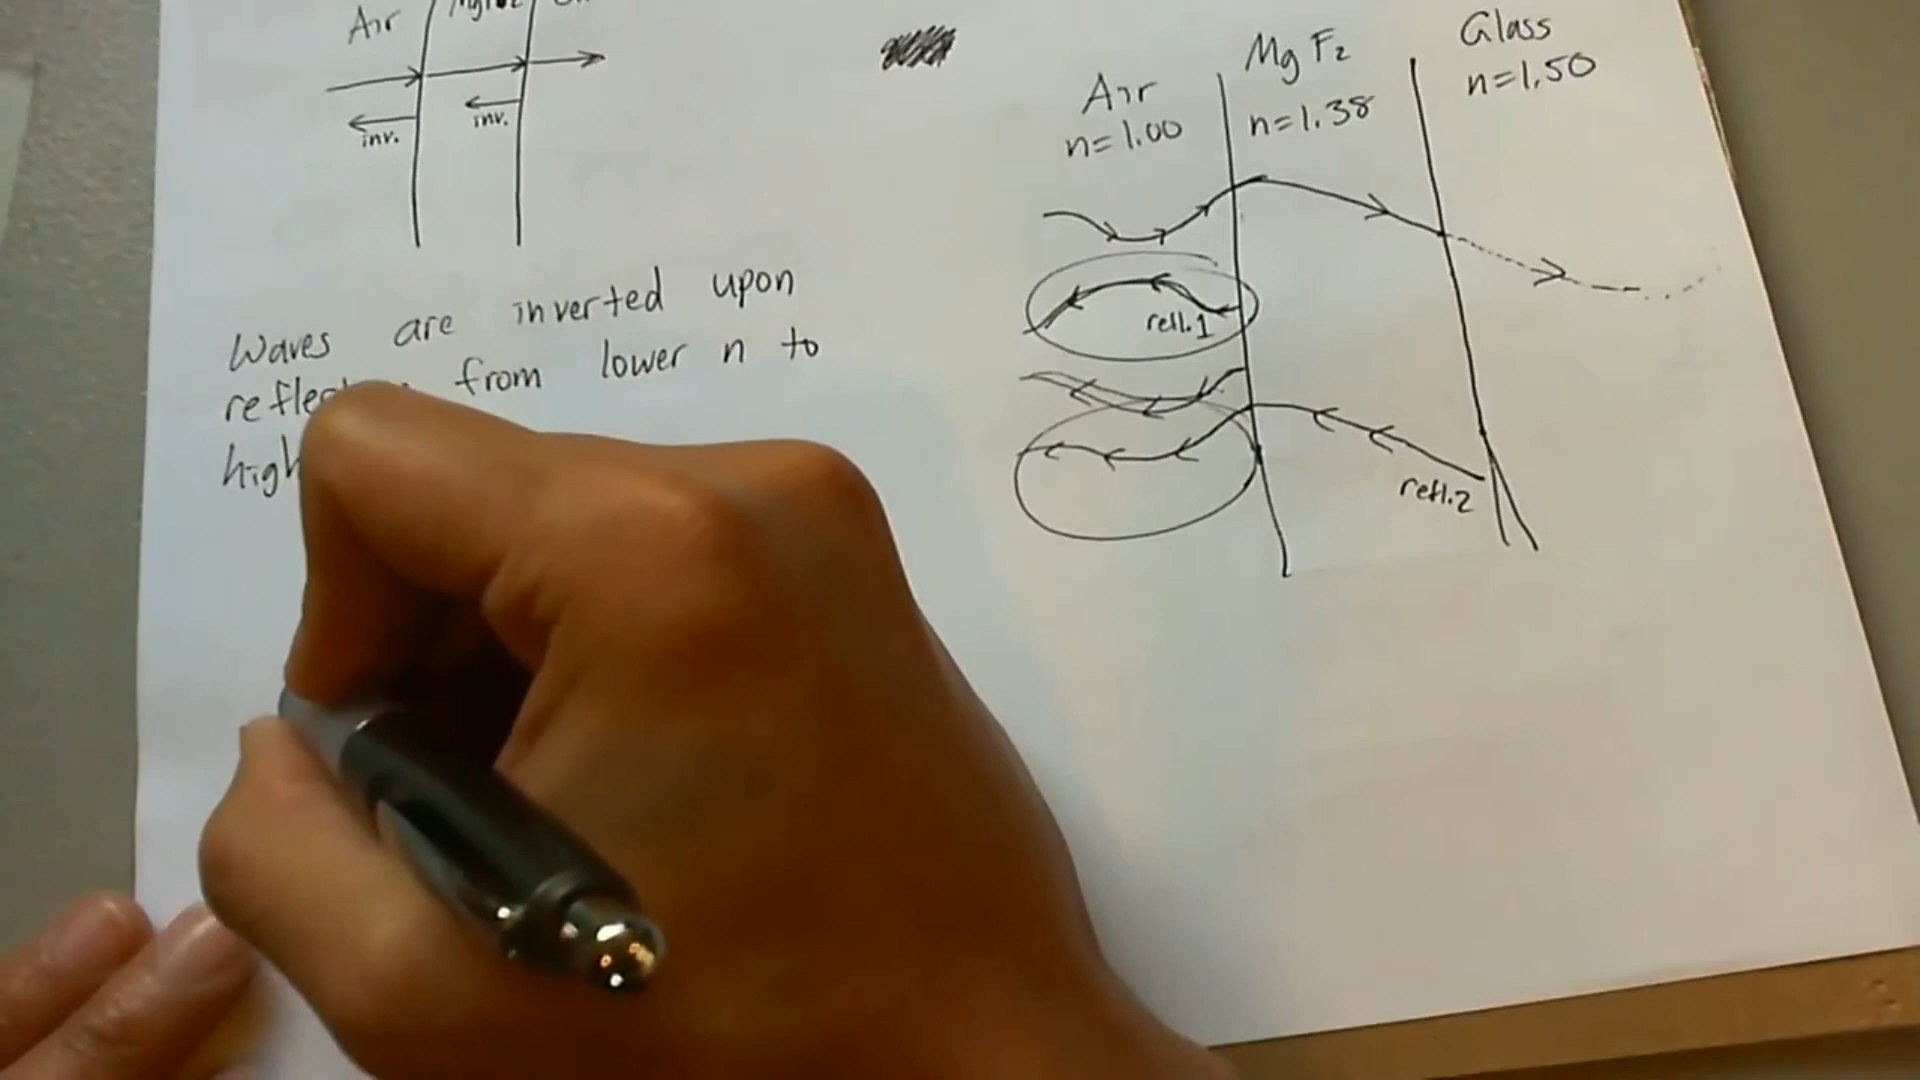 Air
inv.
inv.
Waves are inverted upon
from lower n to
Air
n=1.00
MgF₂
n=1.38
Glass
n=1.50
refl.1
refl.2